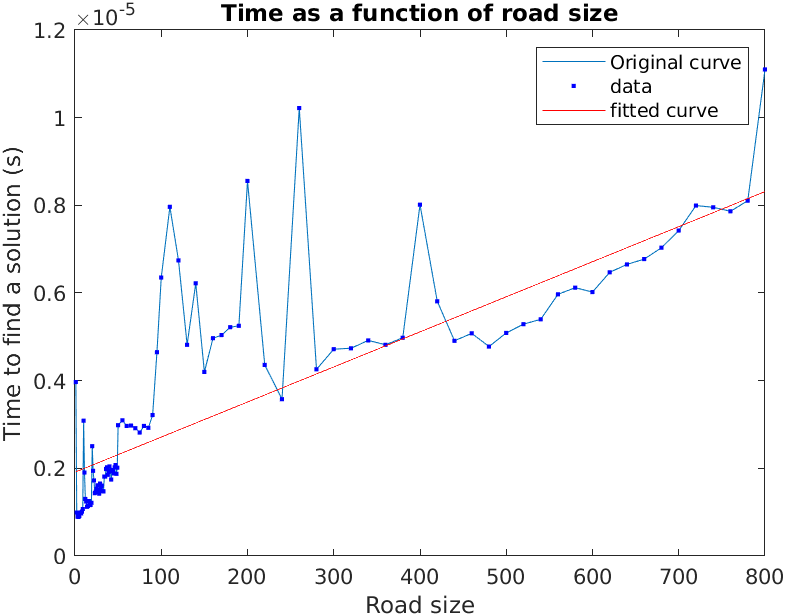 Time as a function of road size
×10⁻⁵
1.2
1
0.8
0.6
0.4
0.2
0
Time to find a solution (s)
Original curve
data
fitted curve
0 100 200 300 400 500 600 700 800
Road size